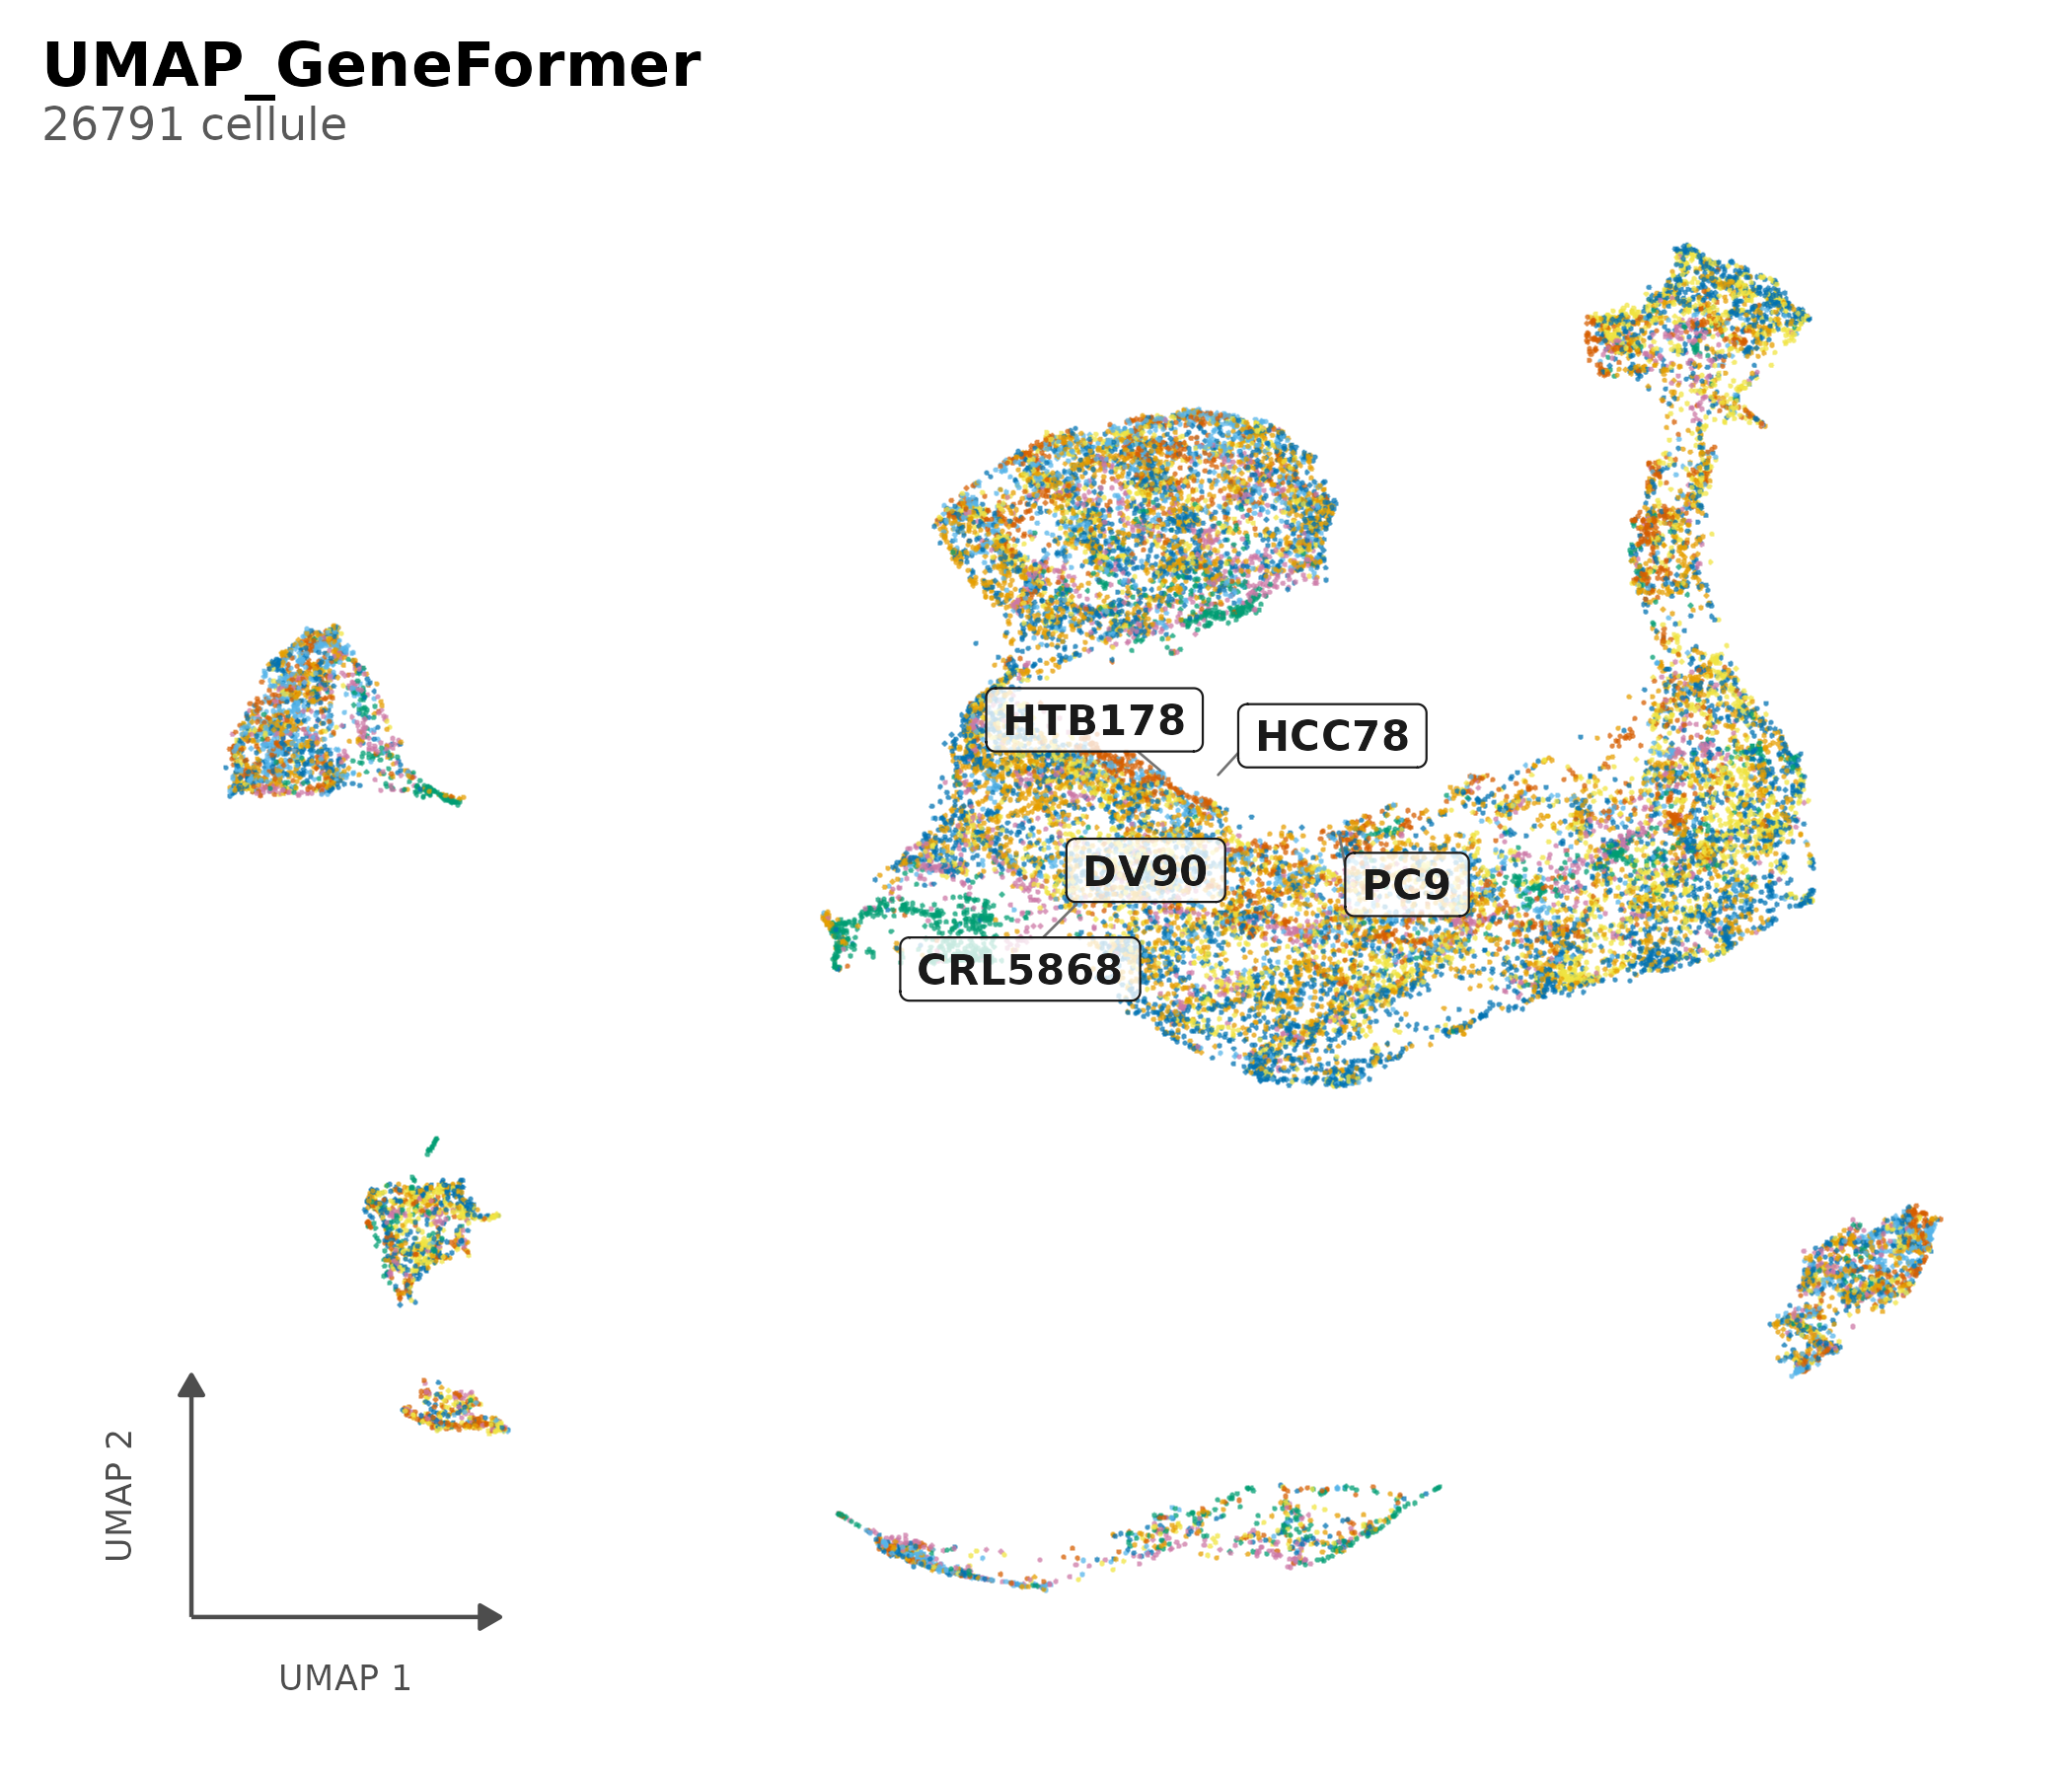 UMAP_GeneFormer
26791 cellule
HTB178
HCC78
DV90
PC9
CRL5868
UMAP 2
UMAP 1